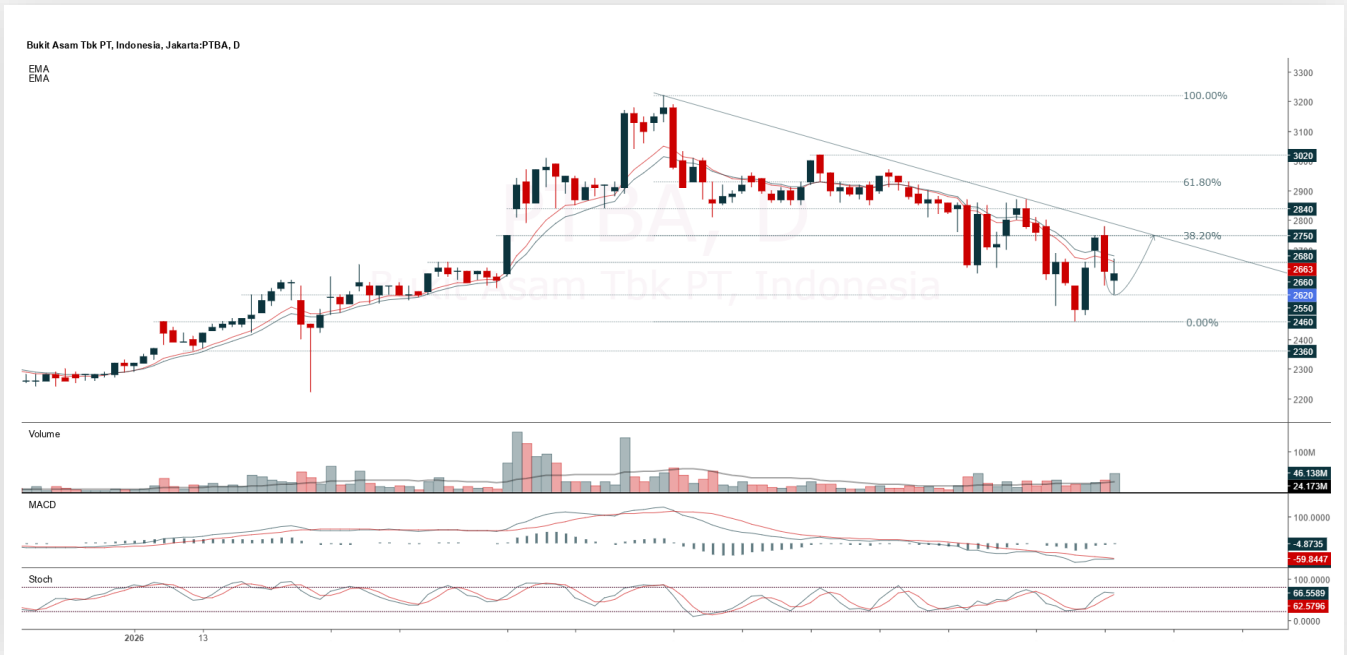 Bukit Asam Tbk PT, Indonesia, Jakarta:PTBA, D
EMA
EMA
PTBA, D
Bukit Asam Tbk PT, Indonesia
3300
3200
3100
2900
2800
2400
2300
2200
100.00%
61.80%
38.20%
0.00%
3020
2840
2750
2680
2663
2660
2620
2550
2460
2360
Volume
100M
46.138M
24.173M
MACD
100.0000
-4.8735
-59.8447
Stoch
100.0000
66.5589
62.5796
0.0000
2026
13